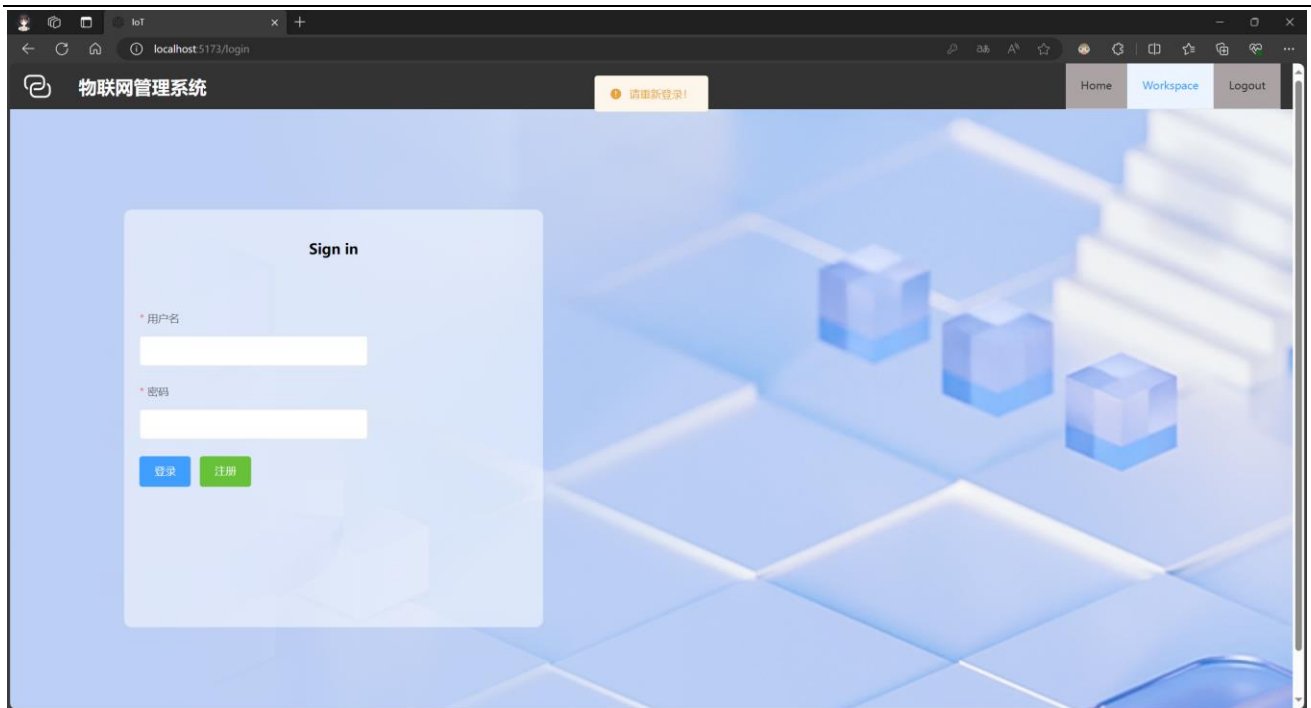 IoT
localhost:5173/login
物联网管理系统
请重新登录!
Home
Workspace
Logout
Sign in
* 用户名
* 密码
登录
注册